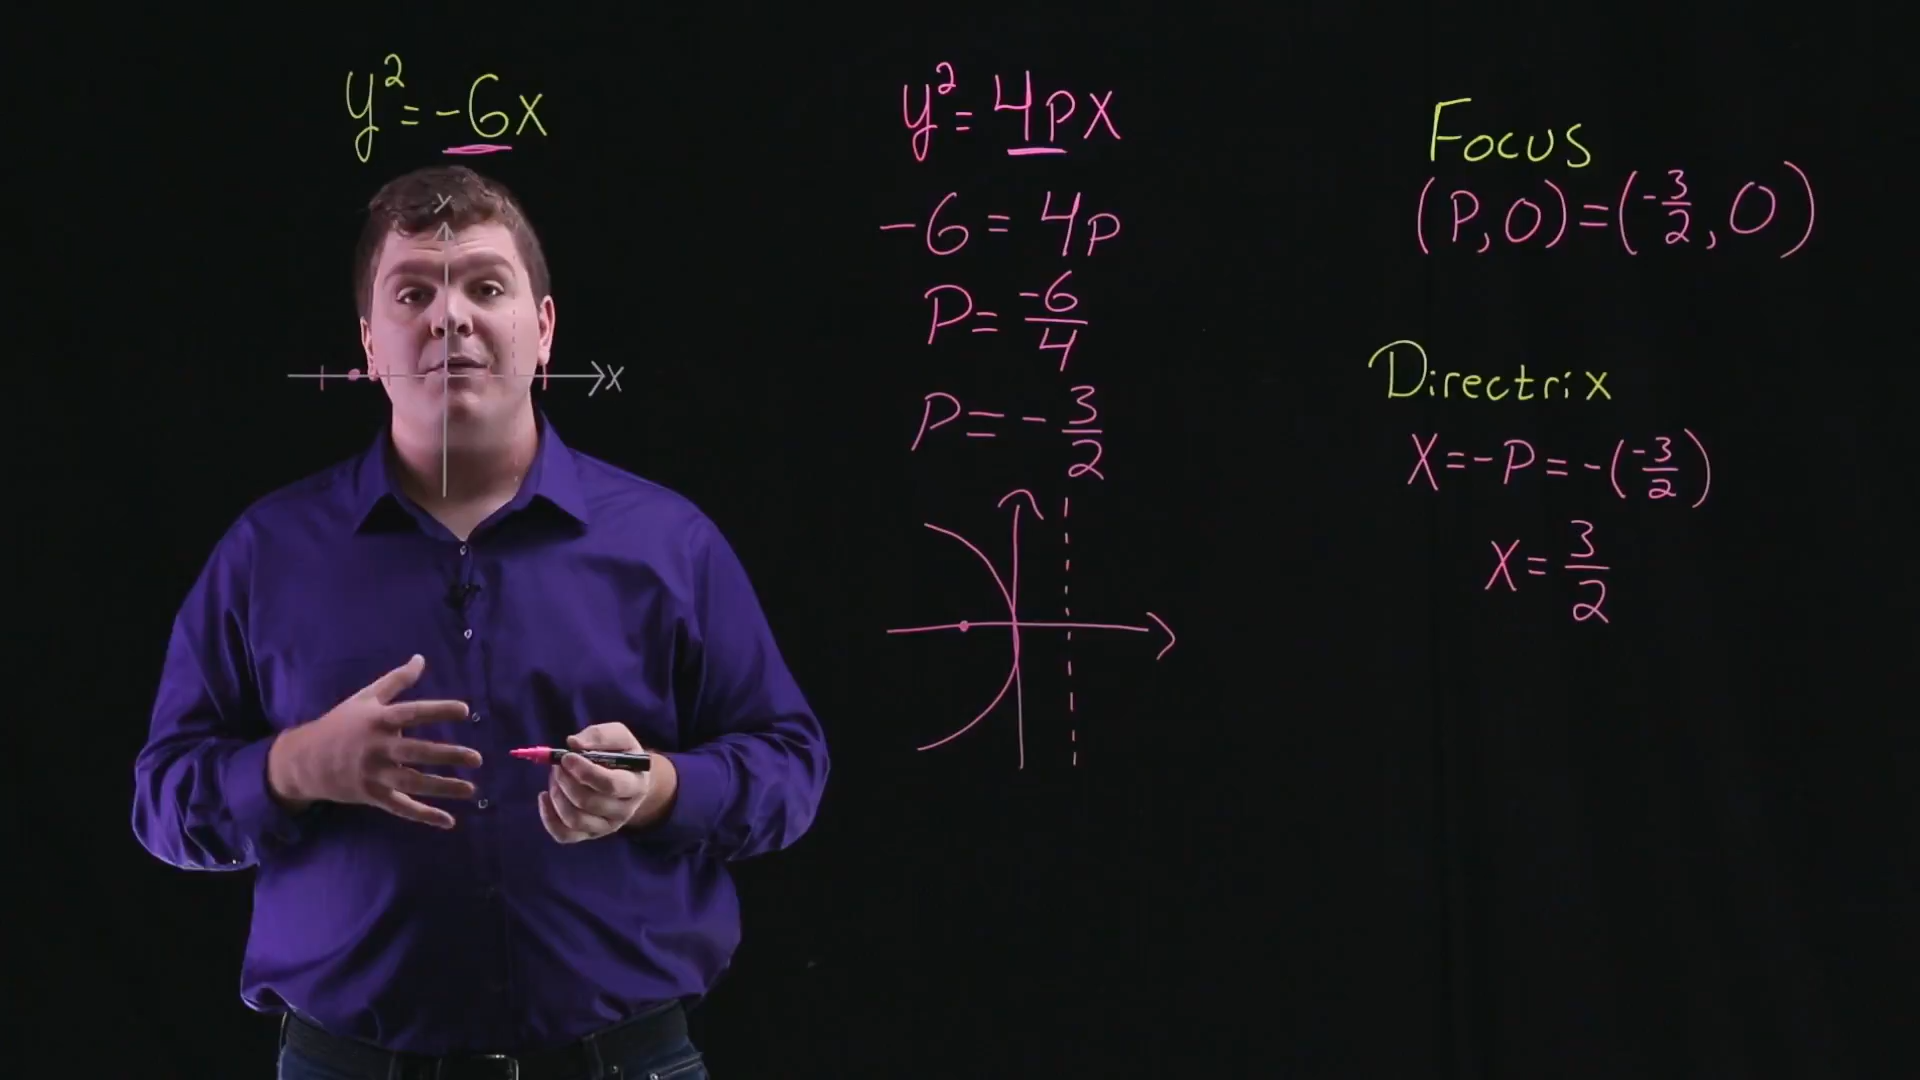 y² = -6x
y
x
y² = 4px
-6 = 4p
P = -6/4
P = - 3/2
Focus
(P, 0) = (-3/2, 0)
Directrix
X = -P = -(-3/2)
X = 3/2